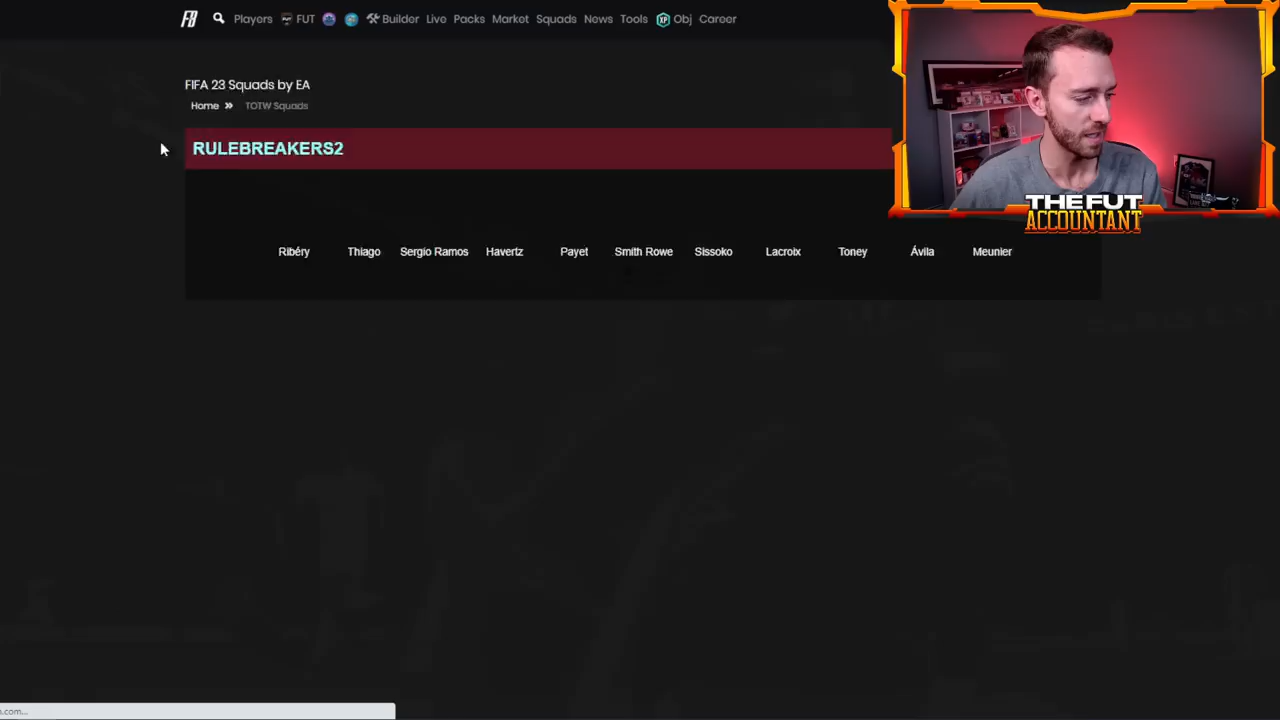 Players FUT Builder Live Packs Market Squads News Tools XP Obj Career
FIFA 23 Squads by EA
Home » TOTW Squads
RULEBREAKERS2
Ribéry Thiago Sergio Ramos Havertz Payet Smith Rowe Sissoko Lacroix Toney Ávila Meunier
THE FUT
ACCOUNTANT